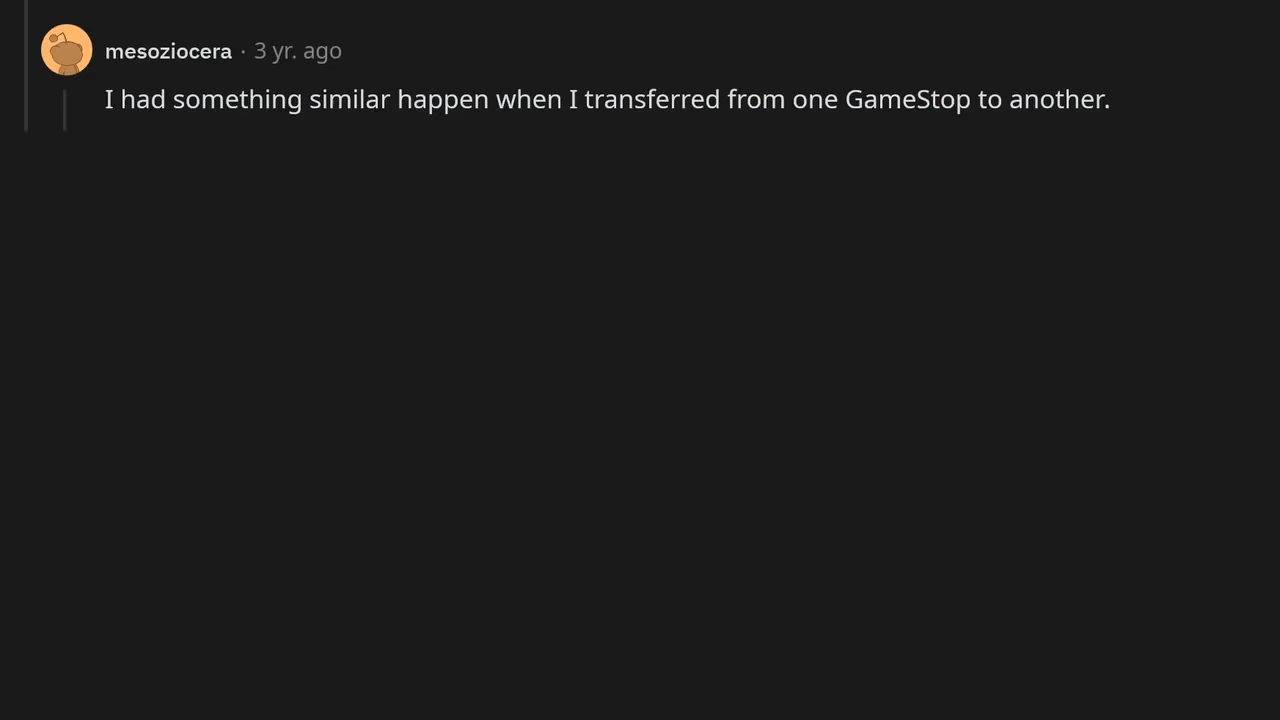 mesoziocera · 3 yr. ago
I had something similar happen when I transferred from one GameStop to another.